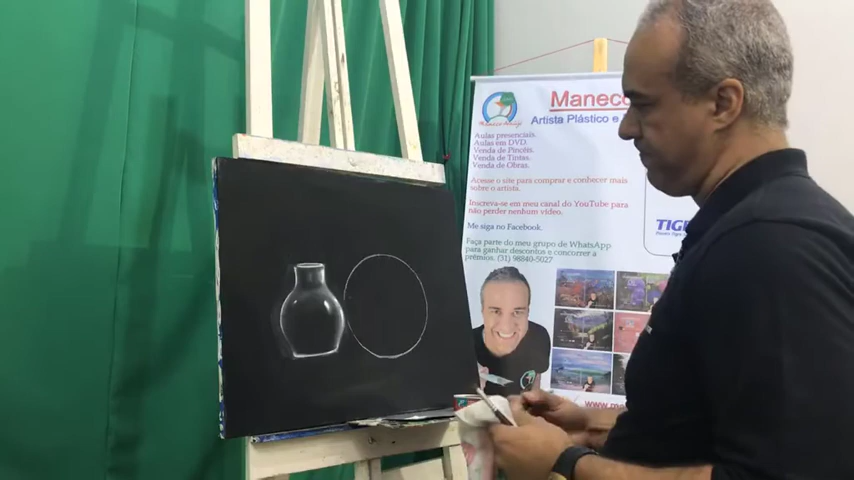 Maneco
Artista Plástico e
Aulas presenciais.
Aulas em DVD.
Venda de Pincéis.
Venda de Tintas.
Venda de Obras.
Acesse o site para comprar e conhecer mais
sobre o artista.
Inscreva-se em meu canal do YouTube para
não perder nenhum vídeo.
Me siga no Facebook.
Faça parte do meu grupo de WhatsApp
para ganhar descontos e concorrer a
prêmios. (31) 98840-5027
TIGR
www.